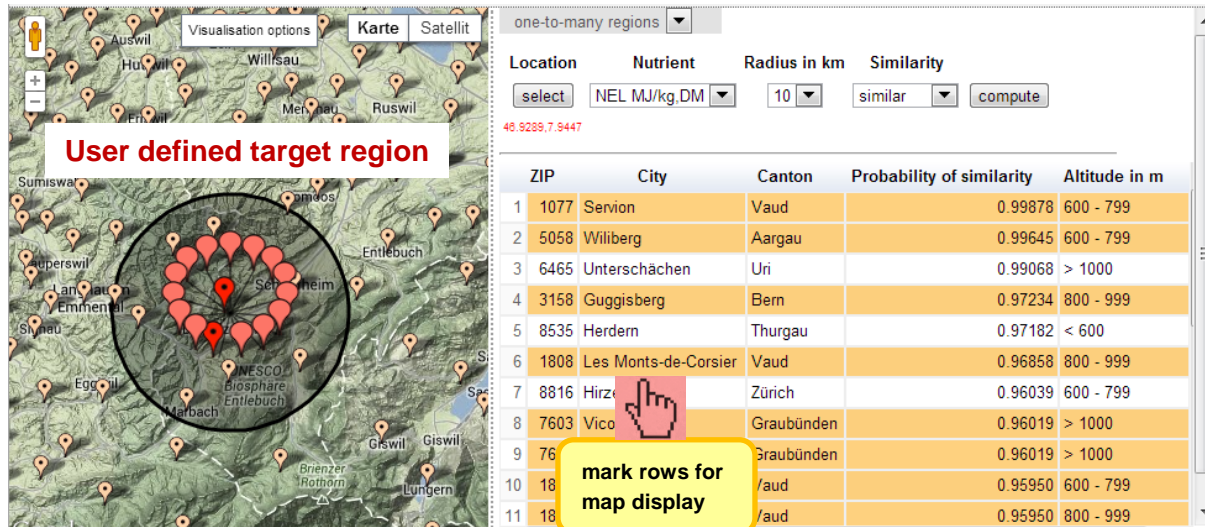 Visualisation options
Karte
Satellit
Auswil
Willisau
Ruswil
User defined target region
Entlebuch
Emmental
UNESCO
Biosphäre
Entlebuch
Marbach
Giswil
Giswil
Brienzer
Rothorn
Lungern
one-to-many regions
Location Nutrient Radius in km Similarity
select NEL MJ/kg,DM 10 similar compute
46.9289,7.9447
ZIP City Canton Probability of similarity Altitude in m
1 1077 Servion Vaud 0.99878 600 - 799
2 5058 Wiliberg Aargau 0.99645 600 - 799
3 6465 Unterschächen Uri 0.99068 > 1000
4 3158 Guggisberg Bern 0.97234 800 - 999
5 8535 Herdern Thurgau 0.97182 < 600
6 1808 Les Monts-de-Corsier Vaud 0.96858 800 - 999
7 8816 Zürich 0.96039 600 - 799
8 7603 Graubünden 0.96019 > 1000
9 Graubünden 0.96019 > 1000
10 Vaud 0.95950 600 - 799
11 Vaud 0.95950 800 - 999
mark rows for
map display